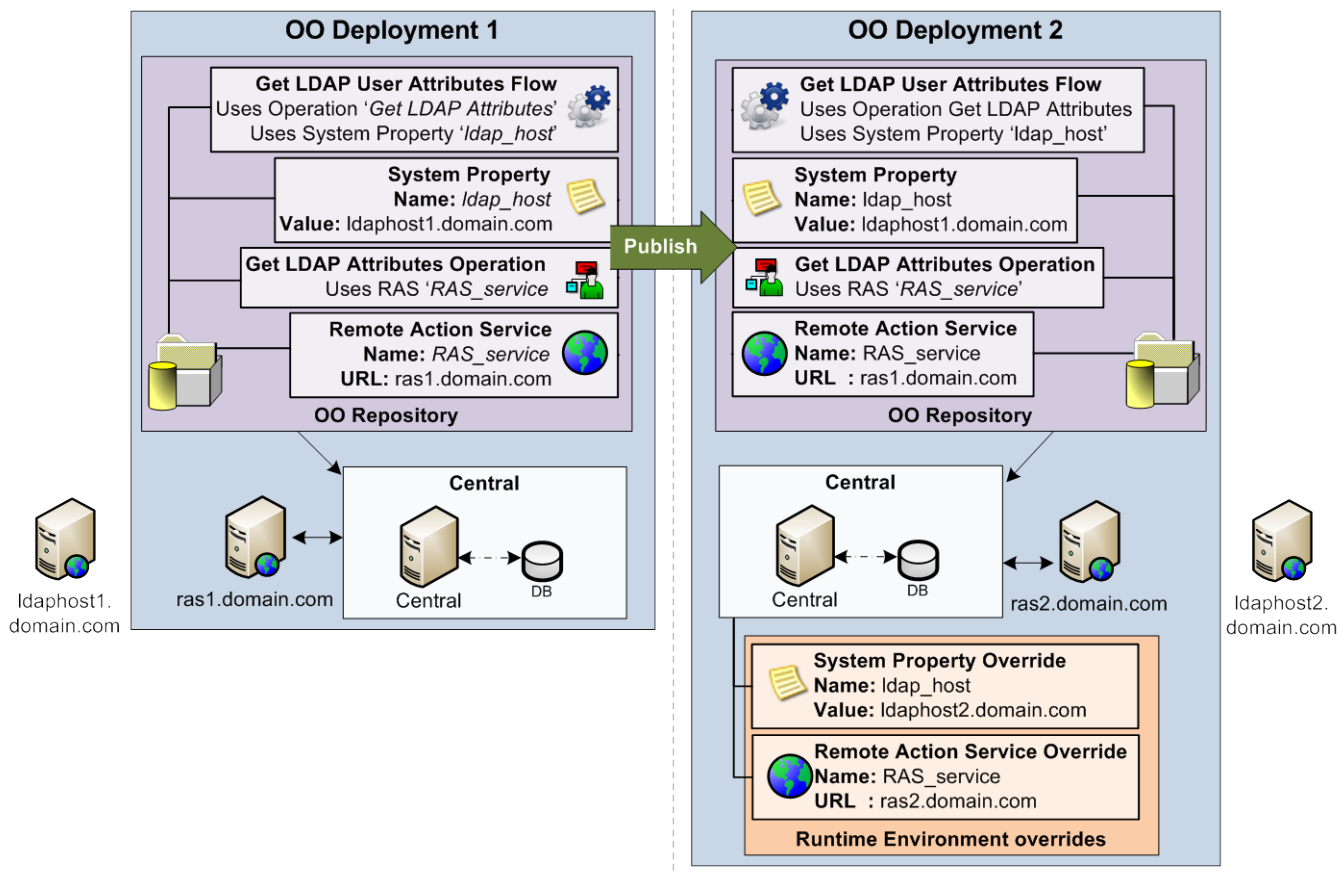 OO Deployment 1
Get LDAP User Attributes Flow
Uses Operation ‘Get LDAP Attributes’
Uses System Property ‘ldap_host’
System Property
Name: ldap_host
Value: ldaphost1.domain.com
Get LDAP Attributes Operation
Uses RAS ‘RAS_service
Remote Action Service
Name: RAS_service
URL: ras1.domain.com
OO Repository
Publish
Central
Central
DB
ras1.domain.com
ldaphost1.
domain.com
OO Deployment 2
Get LDAP User Attributes Flow
Uses Operation Get LDAP Attributes
Uses System Property ‘ldap_host’
System Property
Name: ldap_host
Value: ldaphost1.domain.com
Get LDAP Attributes Operation
Uses RAS ‘RAS_service’
Remote Action Service
Name: RAS_service
URL : ras1.domain.com
OO Repository
Central
Central
DB
ras2.domain.com
ldaphost2.
domain.com
System Property Override
Name: ldap_host
Value: ldaphost2.domain.com
Remote Action Service Override
Name: RAS_service
URL : ras2.domain.com
Runtime Environment overrides